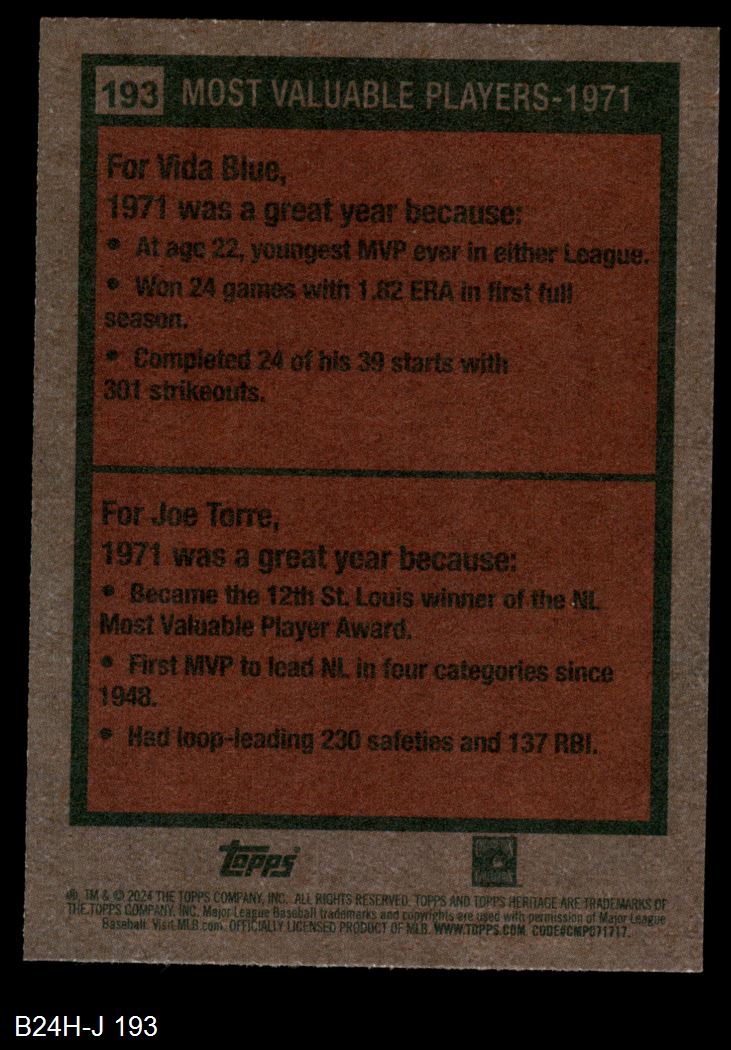 193 MOST VALUABLE PLAYERS-1971
For Vida Blue,
1971 was a great year because:
• At age 22, youngest MVP ever in either League.
• Won 24 games with 1.82 ERA in first full
season.
• Completed 24 of his 39 starts with
301 strikeouts.
For Joe Torre,
1971 was a great year because:
• Became the 12th St. Louis winner of the NL
Most Valuable Player Award.
• First MVP to lead NL in four categories since
1948.
• Had loop-leading 230 safeties and 137 RBI.
Topps
®, TM & © 2024 THE TOPPS COMPANY, INC. ALL RIGHTS RESERVED. TOPPS AND TOPPS HERITAGE ARE TRADEMARKS OF
THE TOPPS COMPANY, INC. Major League Baseball trademarks and copyrights are used with permission of Major League
Baseball. Visit MLB.com. OFFICIALLY LICENSED PRODUCT OF MLB. WWW.TOPPS.COM CODE#CMP071717.
B24H-J 193